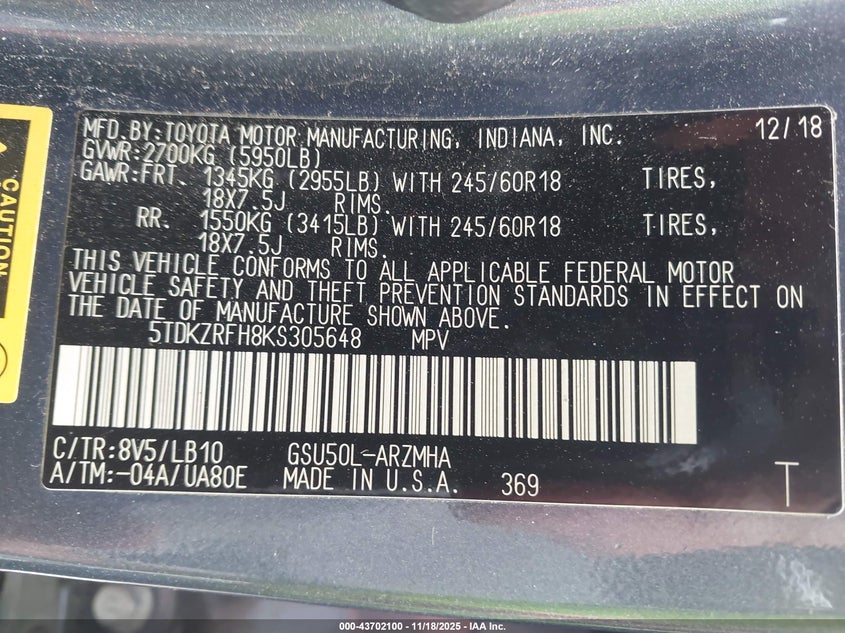 MFD.BY:TOYOTA MOTOR MANUFACTURING, INDIANA, INC. 12/18
GVWR:2700KG (5950LB)
GAWR:FRT. 1345KG (2955LB) WITH 245/60R18 TIRES,
18X7.5J RIMS.
RR. 1550KG (3415LB) WITH 245/60R18 TIRES,
18X7.5J RIMS.
THIS VEHICLE CONFORMS TO ALL APPLICABLE FEDERAL MOTOR
VEHICLE SAFETY AND THEFT PREVENTION STANDARDS IN EFFECT ON
THE DATE OF MANUFACTURE SHOWN ABOVE.
5TDKZRFH8KS305648 MPV
C/TR:8V5/LB10 GSU50L-ARZMHA
A/TM:-04A/UA80E MADE IN U.S.A. 369 T
CAUTION
000-43702100 - 11/18/2025 - IAA Inc.